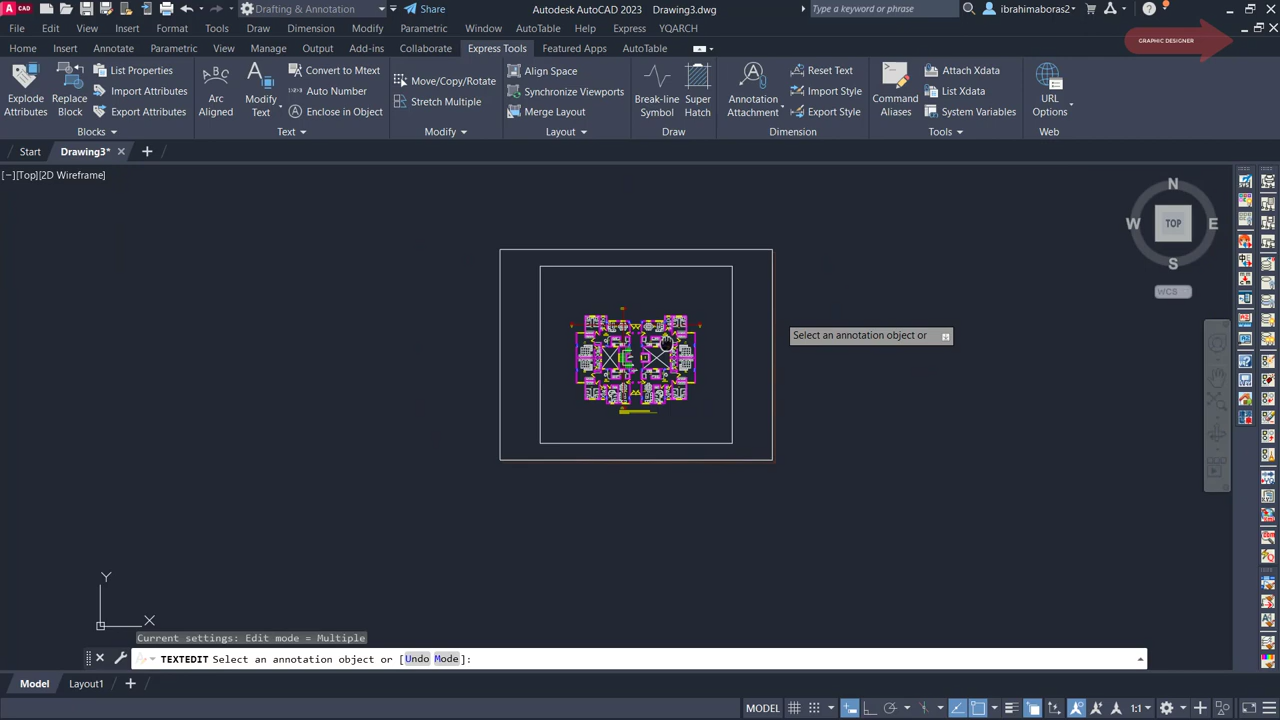 CAD
Drafting & Annotation
Share
Autodesk AutoCAD 2023 Drawing3.dwg
Type a keyword or phrase
ibrahimaboras2
File Edit View Insert Format Tools Draw Dimension Modify Parametric Window AutoTable Help Express YQARCH
GRAPHIC DESIGNER
Home Insert Annotate Parametric View Manage Output Add-ins Collaborate Express Tools Featured Apps AutoTable
Explode Attributes
Replace Block
List Properties
Import Attributes
Export Attributes
Blocks
Arc Aligned
Modify Text
Convert to Mtext
Auto Number
Enclose in Object
Text
Move/Copy/Rotate
Stretch Multiple
Modify
Align Space
Synchronize Viewports
Merge Layout
Layout
Break-line Symbol
Super Hatch
Draw
Annotation Attachment
Reset Text
Import Style
Export Style
Dimension
Command Aliases
Attach Xdata
List Xdata
System Variables
Tools
URL Options
Web
Start Drawing3*
[−][Top][2D Wireframe]
N
W TOP E
S
WCS
Select an annotation object or
Y
X
Current settings: Edit mode = Multiple
TEXTEDIT Select an annotation object or [Undo Mode]:
Model Layout1
MODEL 1:1